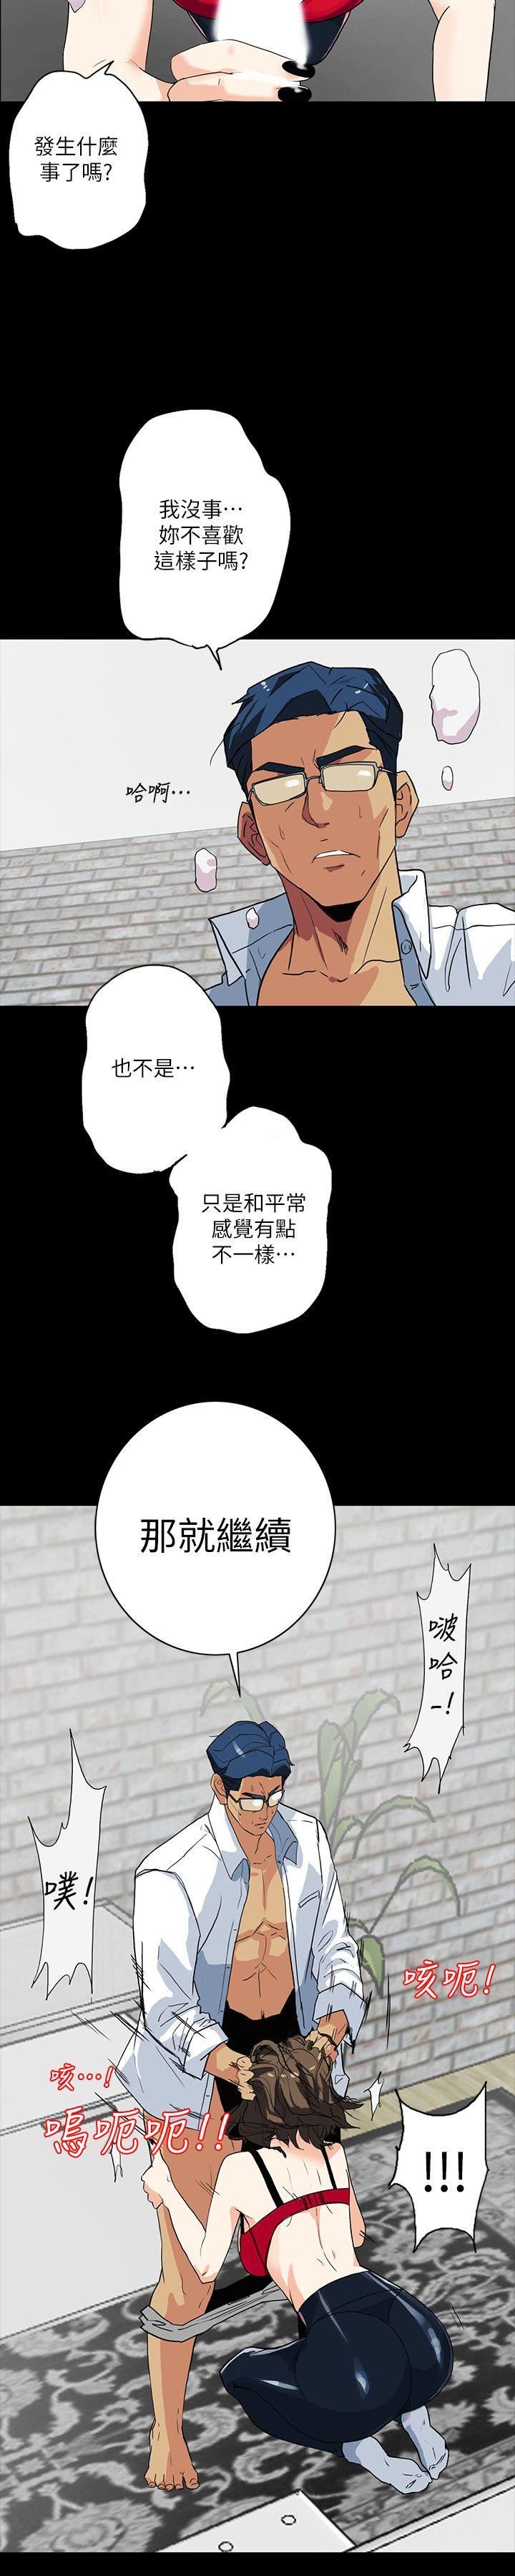 發生什麼
事了嗎?
我沒事…
妳不喜歡
這樣子嗎?
哈啊…
也不是…
只是和平常
感覺有點
不一樣…
那就繼續
啵哈-!
噗!
咳呃!
咳…!
嗚呃呃!!
!!!